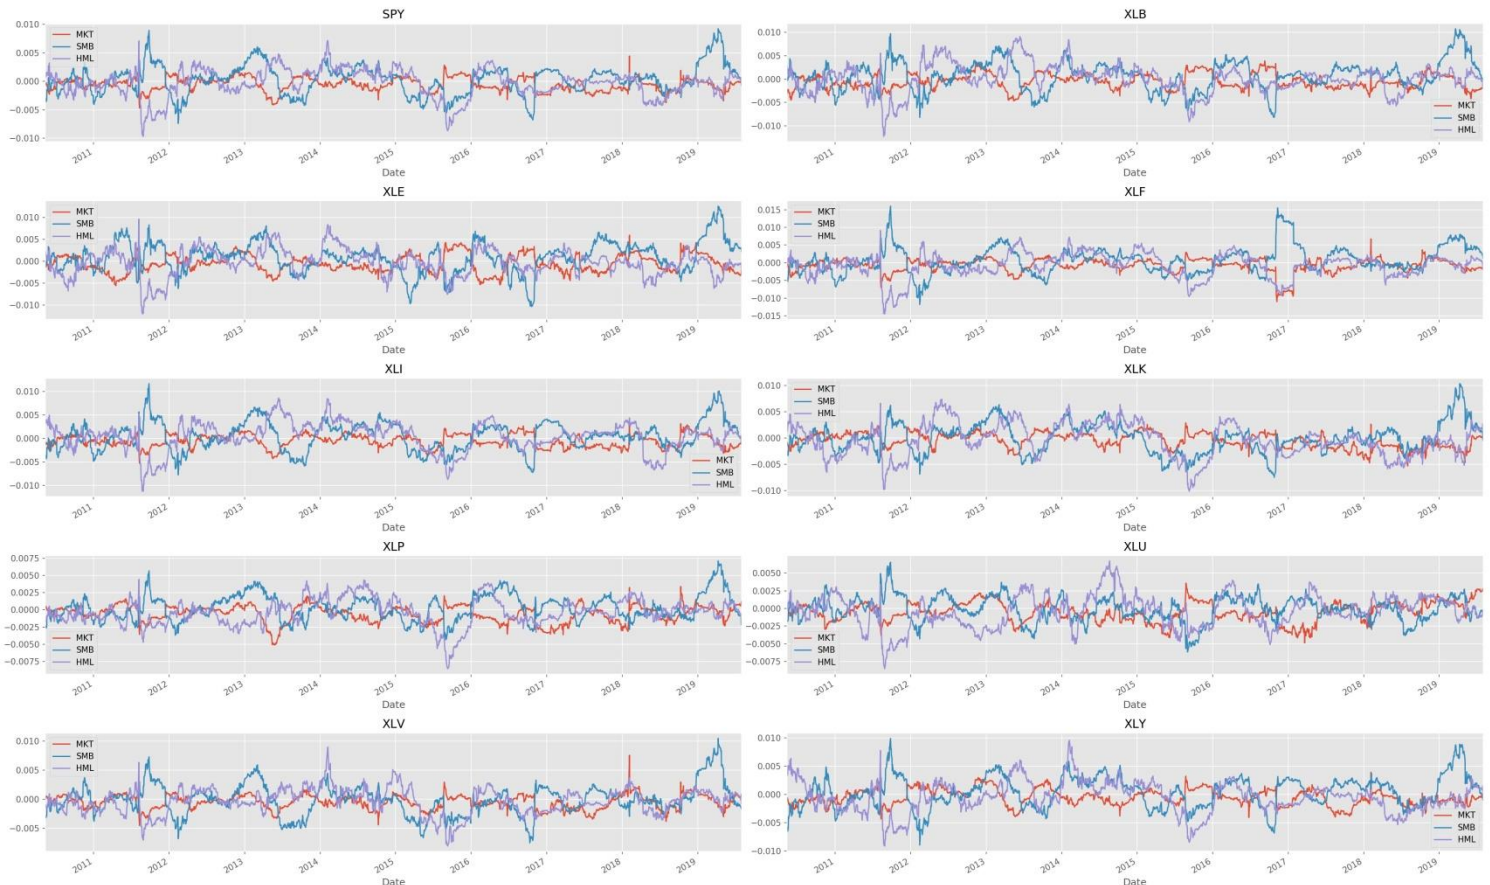 SPY
0.010
0.005
0.000
−0.005
−0.010
MKT
SMB
HML
2011 2012 2013 2014 2015 2016 2017 2018 2019
Date
XLB
0.010
0.005
0.000
−0.005
−0.010
MKT
SMB
HML
2011 2012 2013 2014 2015 2016 2017 2018 2019
Date
XLE
0.010
0.005
0.000
−0.005
−0.010
MKT
SMB
HML
2011 2012 2013 2014 2015 2016 2017 2018 2019
Date
XLF
0.015
0.010
0.005
0.000
−0.005
−0.010
−0.015
MKT
SMB
HML
2011 2012 2013 2014 2015 2016 2017 2018 2019
Date
XLI
0.010
0.005
0.000
−0.005
−0.010
MKT
SMB
HML
2011 2012 2013 2014 2015 2016 2017 2018 2019
Date
XLK
0.010
0.005
0.000
−0.005
−0.010
MKT
SMB
HML
2011 2012 2013 2014 2015 2016 2017 2018 2019
Date
XLP
0.0075
0.0050
0.0025
0.0000
−0.0025
−0.0050
−0.0075
MKT
SMB
HML
2011 2012 2013 2014 2015 2016 2017 2018 2019
Date
XLU
0.0050
0.0025
0.0000
−0.0025
−0.0050
−0.0075
MKT
SMB
HML
2011 2012 2013 2014 2015 2016 2017 2018 2019
Date
XLV
0.010
0.005
0.000
−0.005
MKT
SMB
HML
2011 2012 2013 2014 2015 2016 2017 2018 2019
Date
XLY
0.010
0.005
0.000
−0.005
−0.010
MKT
SMB
HML
2011 2012 2013 2014 2015 2016 2017 2018 2019
Date